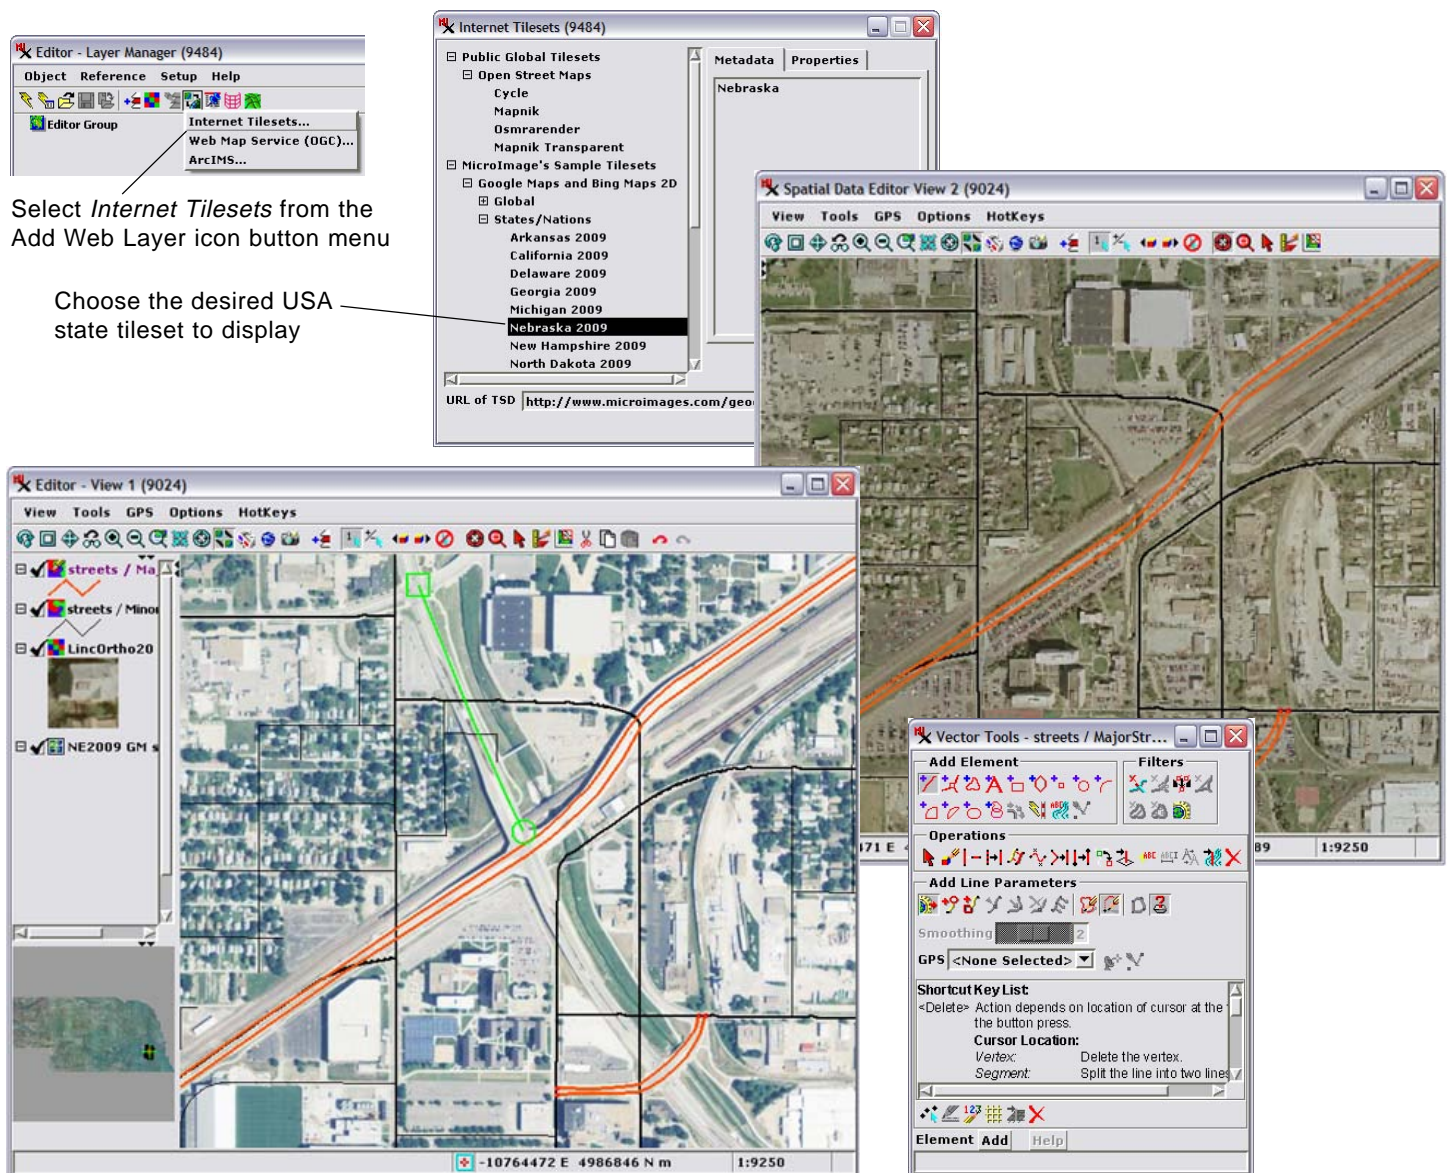 Editor - Layer Manager (9484)
Object Reference Setup Help
Editor Group
Internet Tilesets...
Web Map Service (OGC)...
ArcIMS...
Select Internet Tilesets from the
Add Web Layer icon button menu
Choose the desired USA
state tileset to display
Internet Tilesets (9484)
Public Global Tilesets
Open Street Maps
Cycle
Mapnik
Osmrarender
Mapnik Transparent
MicroImage's Sample Tilesets
Google Maps and Bing Maps 2D
Global
States/Nations
Arkansas 2009
California 2009
Delaware 2009
Georgia 2009
Michigan 2009
Nebraska 2009
New Hampshire 2009
North Dakota 2009
Metadata Properties
Nebraska
URL of TSD http://www.microimages.com/geo
Spatial Data Editor View 2 (9024)
View Tools GPS Options HotKeys
471 E
89 1:9250
Editor - View 1 (9024)
View Tools GPS Options HotKeys
streets / Ma
streets / Mino
LincOrtho20
NE2009 GM s
-10764472 E 4986846 N m 1:9250
Vector Tools - streets / MajorStr...
Add Element Filters
Operations
Add Line Parameters
Smoothing 2
GPS <None Selected>
Shortcut Key List:
<Delete> Action depends on location of cursor at the
the button press.
Cursor Location:
Vertex: Delete the vertex.
Segment: Split the line into two lines
Element Add Help